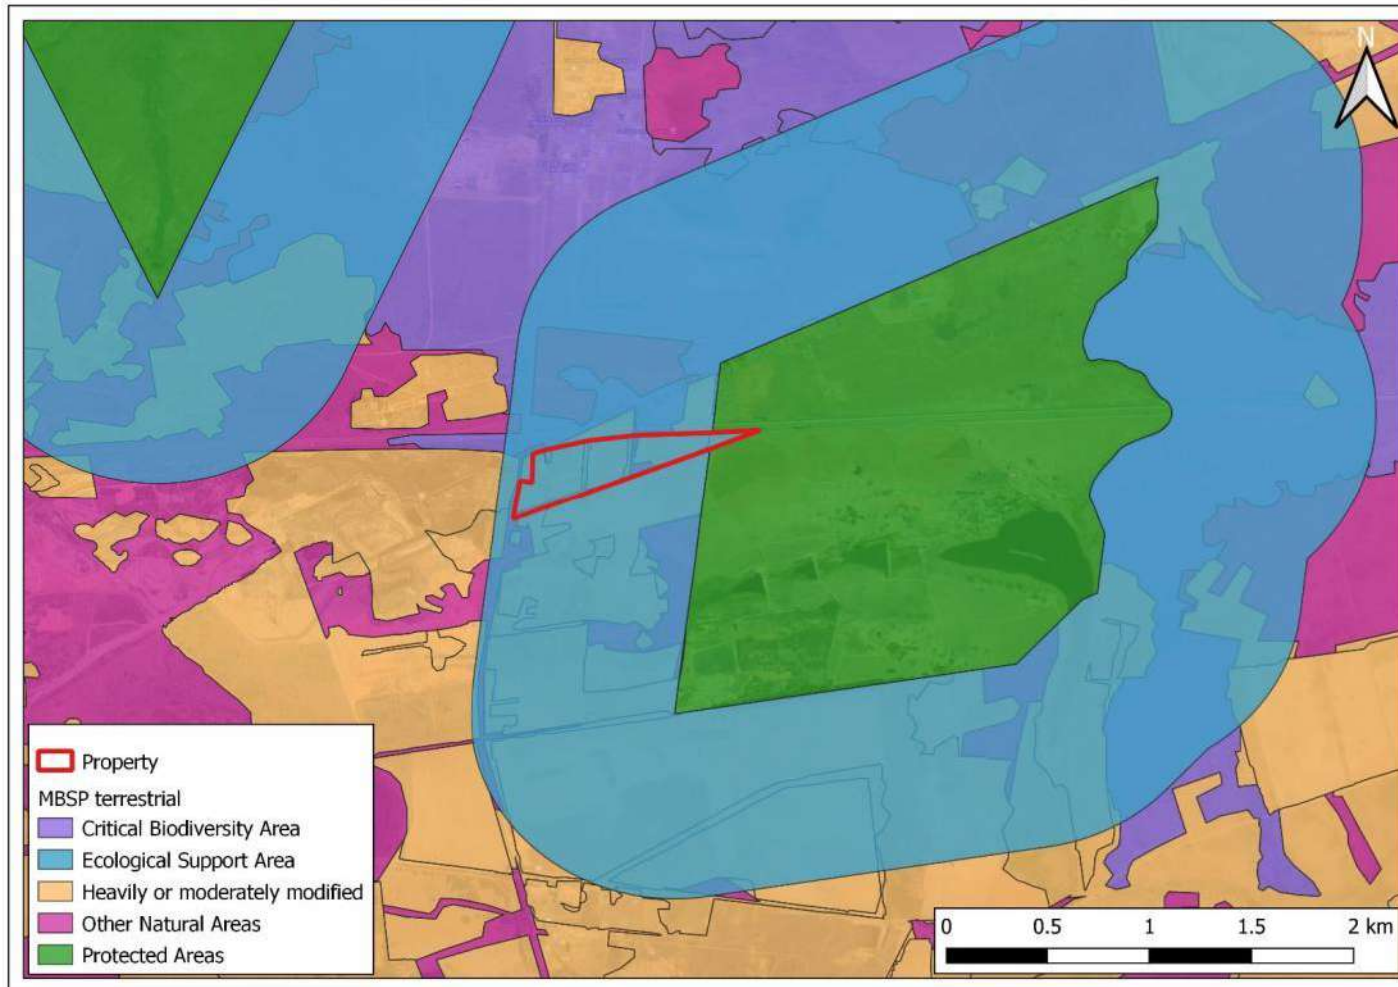 N
Property
MBSP terrestrial
Critical Biodiversity Area
Ecological Support Area
Heavily or moderately modified
Other Natural Areas
Protected Areas
0 0.5 1 1.5 2 km